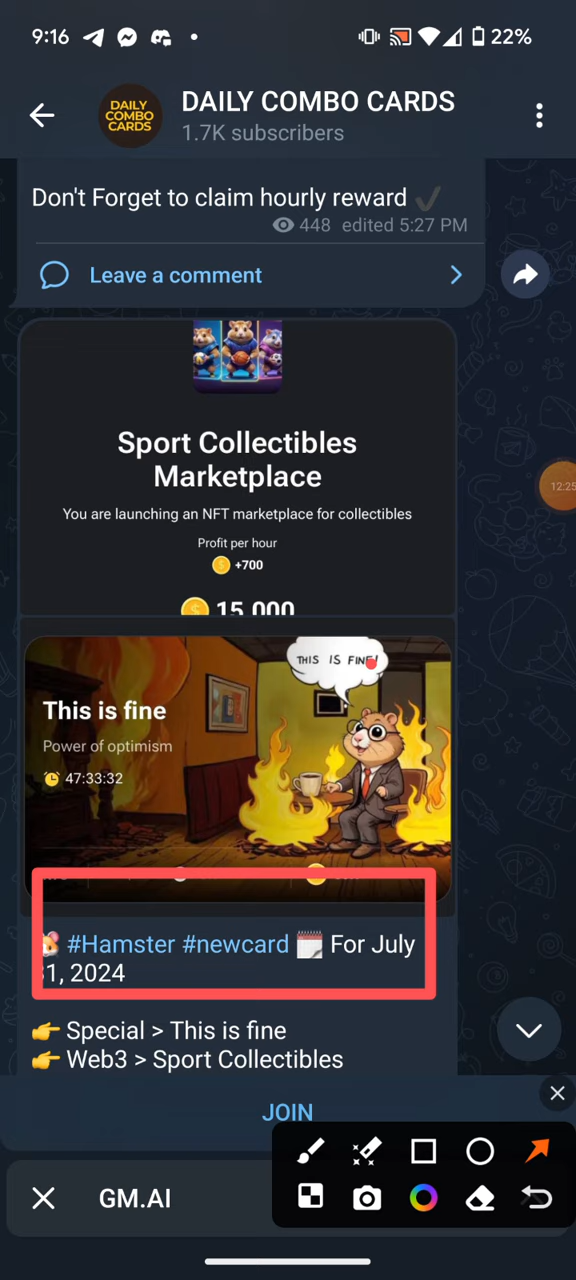 9:16
22%
DAILY COMBO CARDS
DAILY COMBO CARDS
1.7K subscribers
Don't Forget to claim hourly reward ✔
448 edited 5:27 PM
Leave a comment
Sport Collectibles
Marketplace
You are launching an NFT marketplace for collectibles
Profit per hour
+700
15,000
12:25
THIS IS FINE!
This is fine
Power of optimism
47:33:32
🐹 #Hamster #newcard 🗓 For July
31, 2024
👉 Special > This is fine
👉 Web3 > Sport Collectibles
JOIN
GM.AI